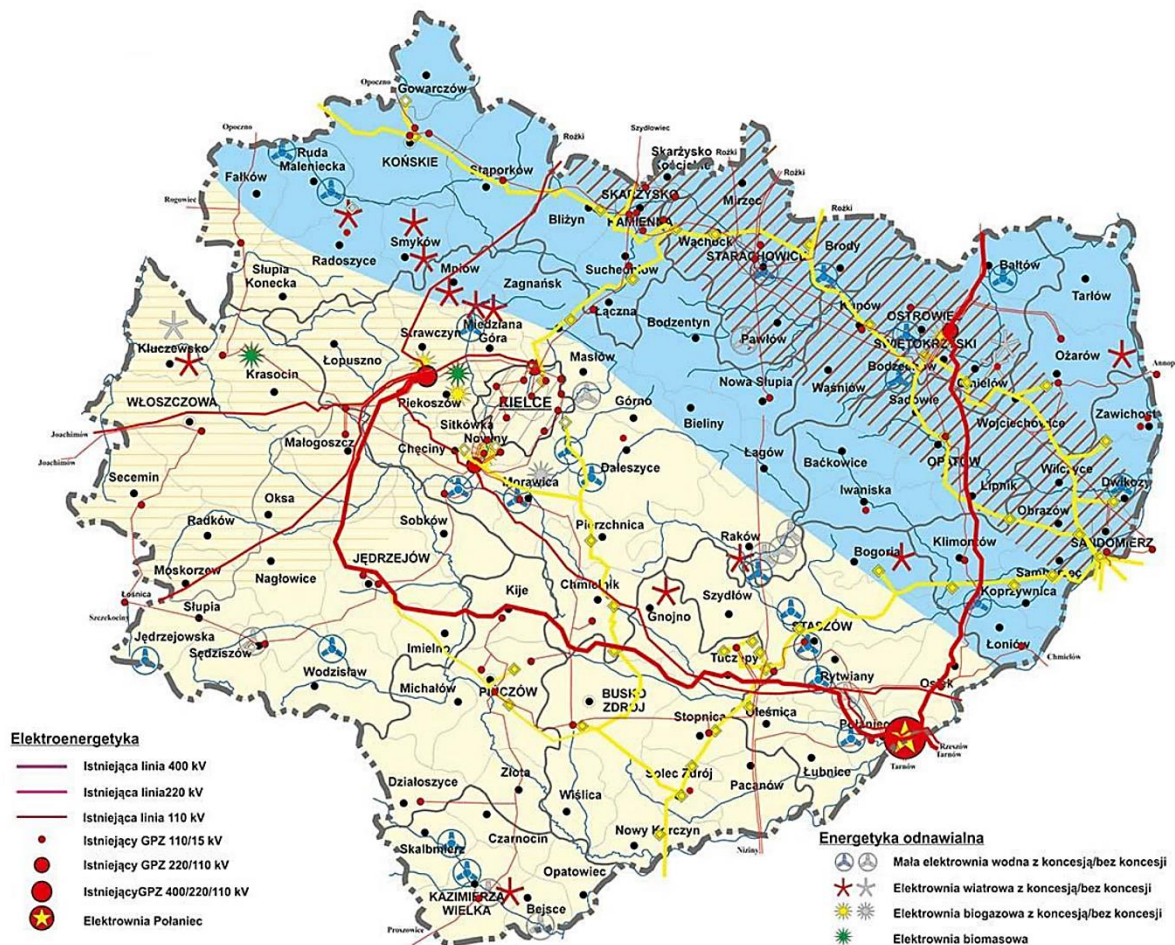 Opoczno
Gowarczów
Opoczno
Rożki
Szydłowiec
Skarżysko
Rożki
Rożki
Ruda
Maleniecka
KOŃSKIE
Stąporków
SKARŻYSKO
KAMIENNA
Mirzec
Fałków
Rogowiec
Bliżyn
Rożki
Wąchock
Brody
STARACHOWICE
Smyków
Radoszyce
Mniów
Suchedniów
Bałtów
Słupia
Konecka
Zagnańsk
Tarłów
Łączna
Kunów
OSTROWIEC
ŚWIĘTOKRZYSKI
Strawczyn
Miedziana
Góra
Bodzentyn
Pawłów
Kluczewsko
Łopuszno
Masłów
Bodzechów
Ożarów
Annopol
Krasocin
Waśniów
Ćmielów
Nowa Słupia
Sadowie
WŁOSZCZOWA
Piekoszów
KIELCE
Górno
Zawichost
Sitkówka
Nowiny
Bieliny
Wojciechowice
Joachimów
Małogoszcz
Chęciny
Łagów
OPATÓW
Joachimów
Daleszyce
Baćkowice
Wilczyce
Secemin
Morawica
Iwaniska
Lipnik
Dwikozy
Oksa
Obrazów
Radków
Sobków
Pierzchnica
Raków
SANDOMIERZ
JĘDRZEJÓW
Bogoria
Klimontów
Moskorzew
Nagłowice
Chmielnik
Samborzec
Łośnica
Kije
Szydłów
Koprzywnica
Szczekociny
Słupia
Gnojno
Jędrzejowska
Imielno
STASZÓW
Łoniów
Sędziszów
Tuczępy
Chmielów
Wodzisław
Rytwiany
Osiek
Michałów
PIŃCZÓW
BUSKO
ZDRÓJ
Oleśnica
Stopnica
Połaniec
Rzeszów
Tarnów
Tarnów
Solec Zdrój
Łubnice
Działoszyce
Złota
Pacanów
Wiślica
Czarnocin
Nowy Korczyn
Skalbmierz
Niziny
Opatowiec
KAZIMIERZA
WIELKA
Bejsce
Proszowice
Elektroenergetyka
Istniejąca linia 400 kV
Istniejąca linia220 kV
Istniejąca linia 110 kV
Istniejący GPZ 110/15 kV
Istniejący GPZ 220/110 kV
IstniejącyGPZ 400/220/110 kV
Elektrownia Połaniec
Energetyka odnawialna
Mała elektrownia wodna z koncesją/bez koncesji
Elektrownia wiatrowa z koncesją/bez koncesji
Elektrownia biogazowa z koncesją/bez koncesji
Elektrownia biomasowa